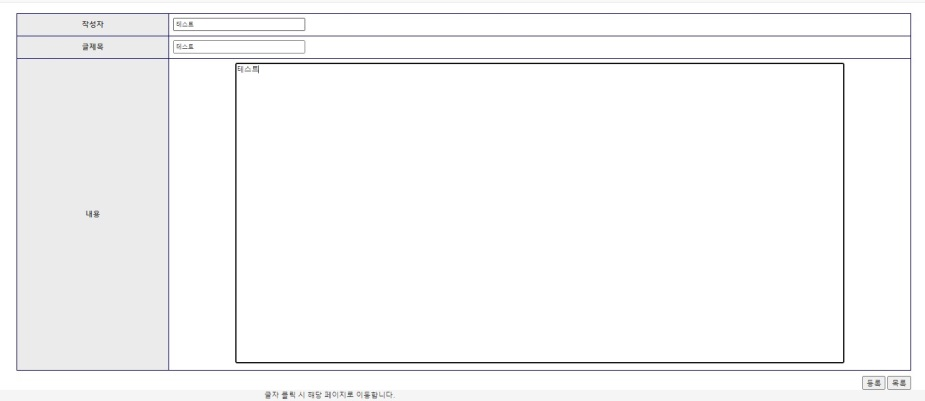 작성자 테스트
글제목 테스트
내용 테스트
등록 목록
글자 클릭 시 해당 페이지로 이동합니다.